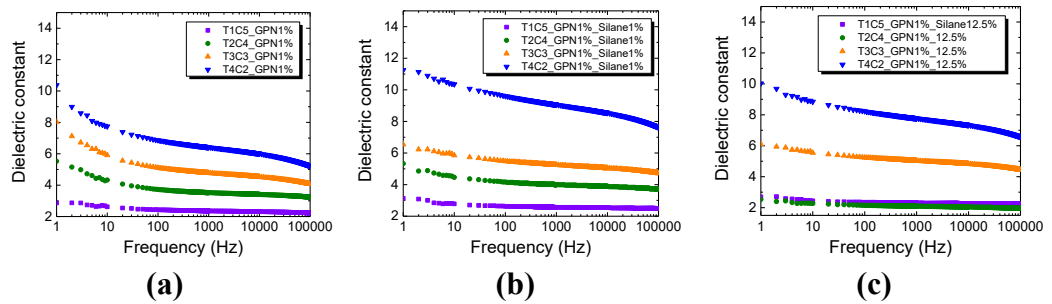 T1C5_GPN1%
T2C4_GPN1%
T3C3_GPN1%
T4C2_GPN1%
Dielectric constant
14
12
10
8
6
4
2
1 10 100 1000 10000 100000
Frequency (Hz)
(a)
T1C5_GPN1%_Silane1%
T2C4_GPN1%_Silane1%
T3C3_GPN1%_Silane1%
T4C2_GPN1%_Silane1%
Dielectric constant
14
12
10
8
6
4
2
1 10 100 1000 10000 100000
Frequency (Hz)
(b)
T1C5_GPN1%_Silane12.5%
T2C4_GPN1%_12.5%
T3C3_GPN1%_12.5%
T4C2_GPN1%_12.5%
Dielectric constant
14
12
10
8
6
4
2
1 10 100 1000 10000 100000
Frequency (Hz)
(c)